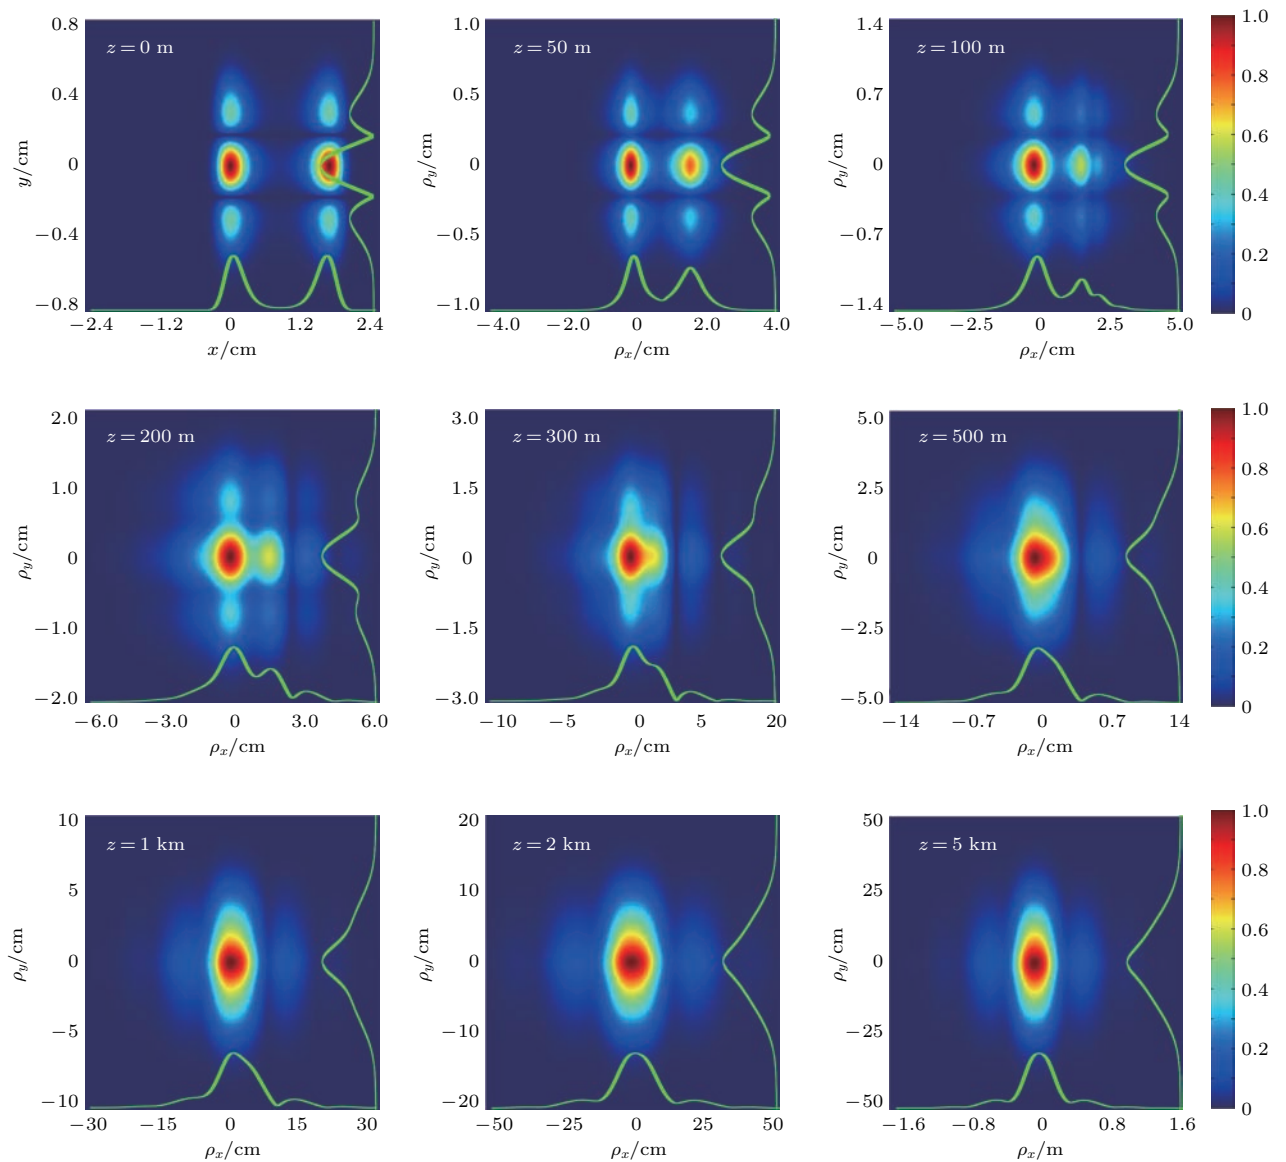 z = 0 m
0.8
0.4
0
−0.4
−0.8
y/cm
−2.4 −1.2 0 1.2 2.4
x/cm
z = 50 m
1.0
0.5
0
−0.5
−1.0
ρy/cm
−4.0 −2.0 0 2.0 4.0
ρx/cm
z = 100 m
1.4
0.7
0
−0.7
−1.4
ρy/cm
−5.0 −2.5 0 2.5 5.0
ρx/cm
1.0
0.8
0.6
0.4
0.2
0
z = 200 m
2.0
1.0
0
−1.0
−2.0
ρy/cm
−6.0 −3.0 0 3.0 6.0
ρx/cm
z = 300 m
3.0
1.5
0
−1.5
−3.0
ρy/cm
−10 −5 0 5 20
ρx/cm
z = 500 m
5.0
2.5
0
−2.5
−5.0
ρy/cm
−14 −0.7 0 0.7 14
ρx/cm
1.0
0.8
0.6
0.4
0.2
0
z = 1 km
10
5
0
−5
−10
ρy/cm
−30 −15 0 15 30
ρx/cm
z = 2 km
20
10
0
−10
−20
ρy/cm
−50 −25 0 25 50
ρx/cm
z = 5 km
50
25
0
−25
−50
ρy/cm
−1.6 −0.8 0 0.8 1.6
ρx/m
1.0
0.8
0.6
0.4
0.2
0